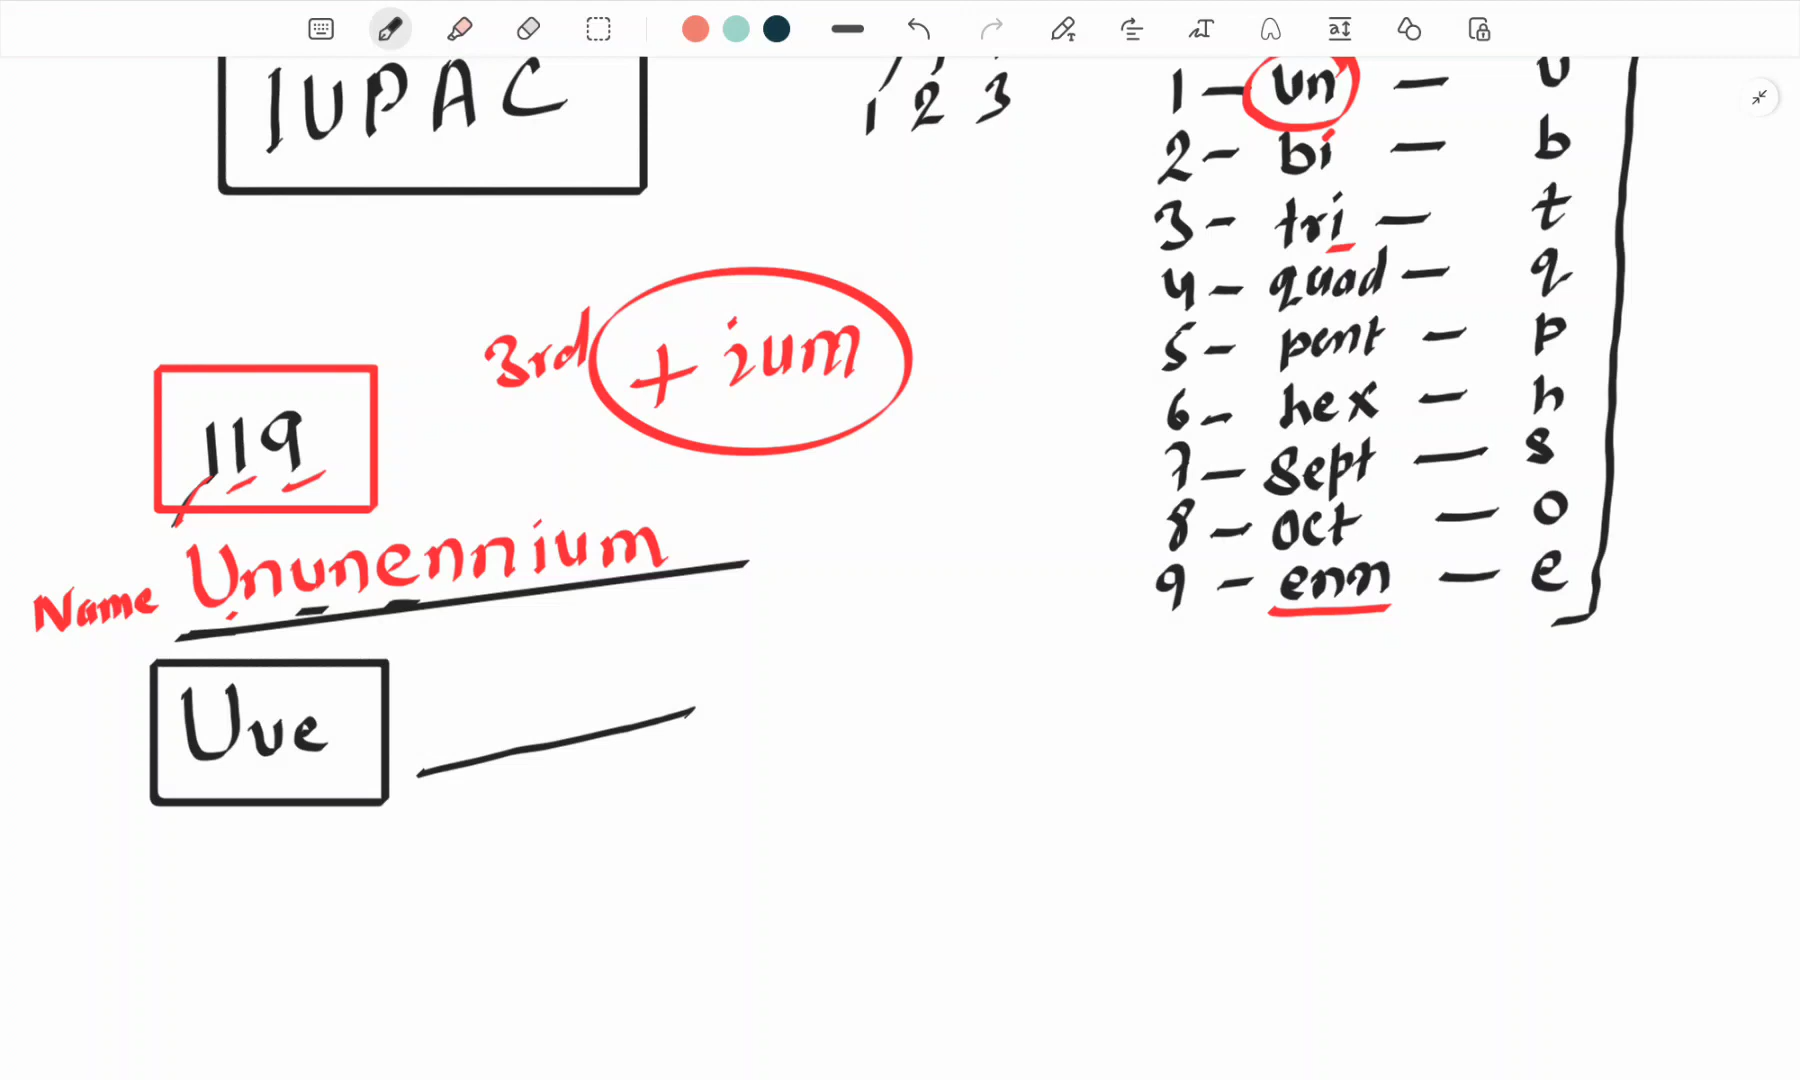 IUPAC
1 2 3
1 — un — u
2 - bi — b
3 - tri — t
4 - quad — q
5 - pent - p
6 - hex - h
7 - Sept — s
8 - oct — o
9 - enn — e
3rd + ium
119
Name Ununennium
Uue